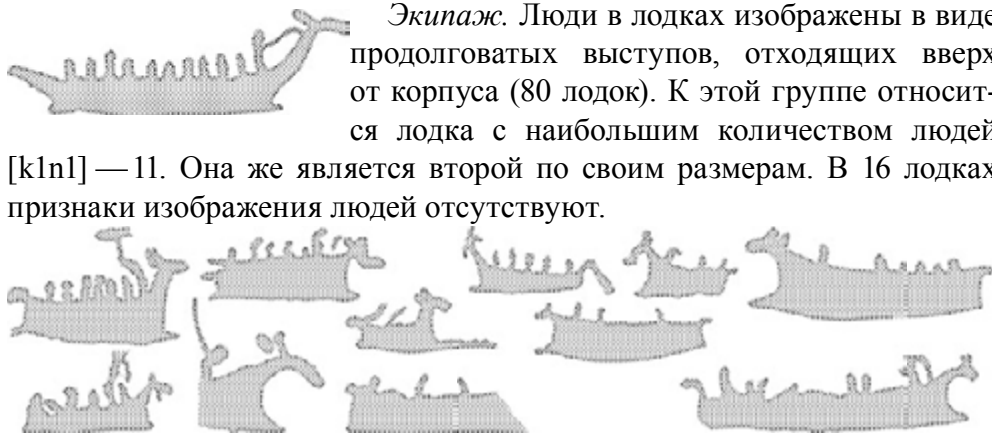 Экипаж. Люди в лодках изображены в виде
продолговатых выступов, отходящих вверх
от корпуса (80 лодок). К этой группе относит-
ся лодка с наибольшим количеством людей
[k1n1] — 11. Она же является второй по своим размерам. В 16 лодках
признаки изображения людей отсутствуют.